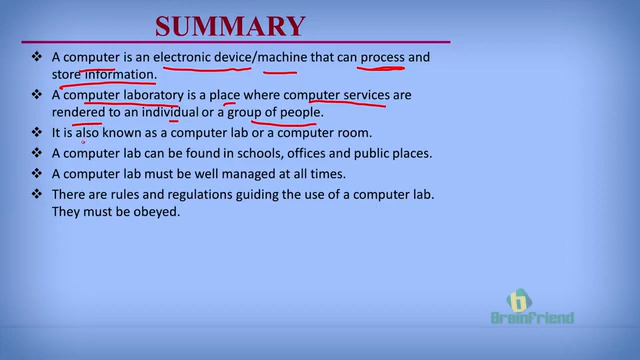 SUMMARY
❖ A computer is an electronic device/machine that can process and
store information.
❖ A computer laboratory is a place where computer services are
rendered to an individual or a group of people.
❖ It is also known as a computer lab or a computer room.
❖ A computer lab can be found in schools, offices and public places.
❖ A computer lab must be well managed at all times.
❖ There are rules and regulations guiding the use of a computer lab.
They must be obeyed.
b
BrainFriend